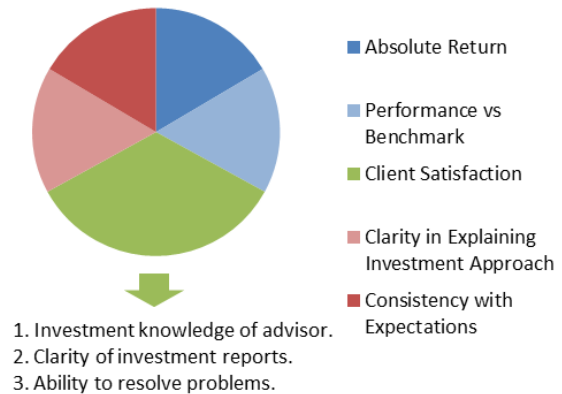 Absolute Return
Performance vs
Benchmark
Client Satisfaction
Clarity in Explaining
Investment Approach
Consistency with
Expectations
1. Investment knowledge of advisor.
2. Clarity of investment reports.
3. Ability to resolve problems.